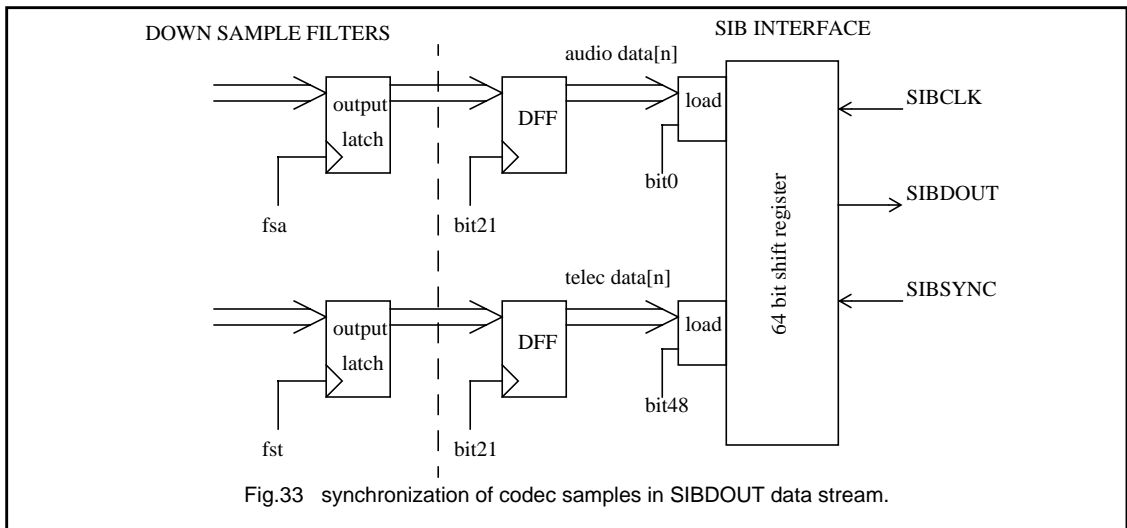 DOWN SAMPLE FILTERS
SIB INTERFACE
audio data[n]
output
latch
DFF
load
SIBCLK
fsa
bit21
bit0
64 bit shift register
SIBDOUT
telec data[n]
output
latch
DFF
load
SIBSYNC
fst
bit21
bit48
Fig.33 synchronization of codec samples in SIBDOUT data stream.